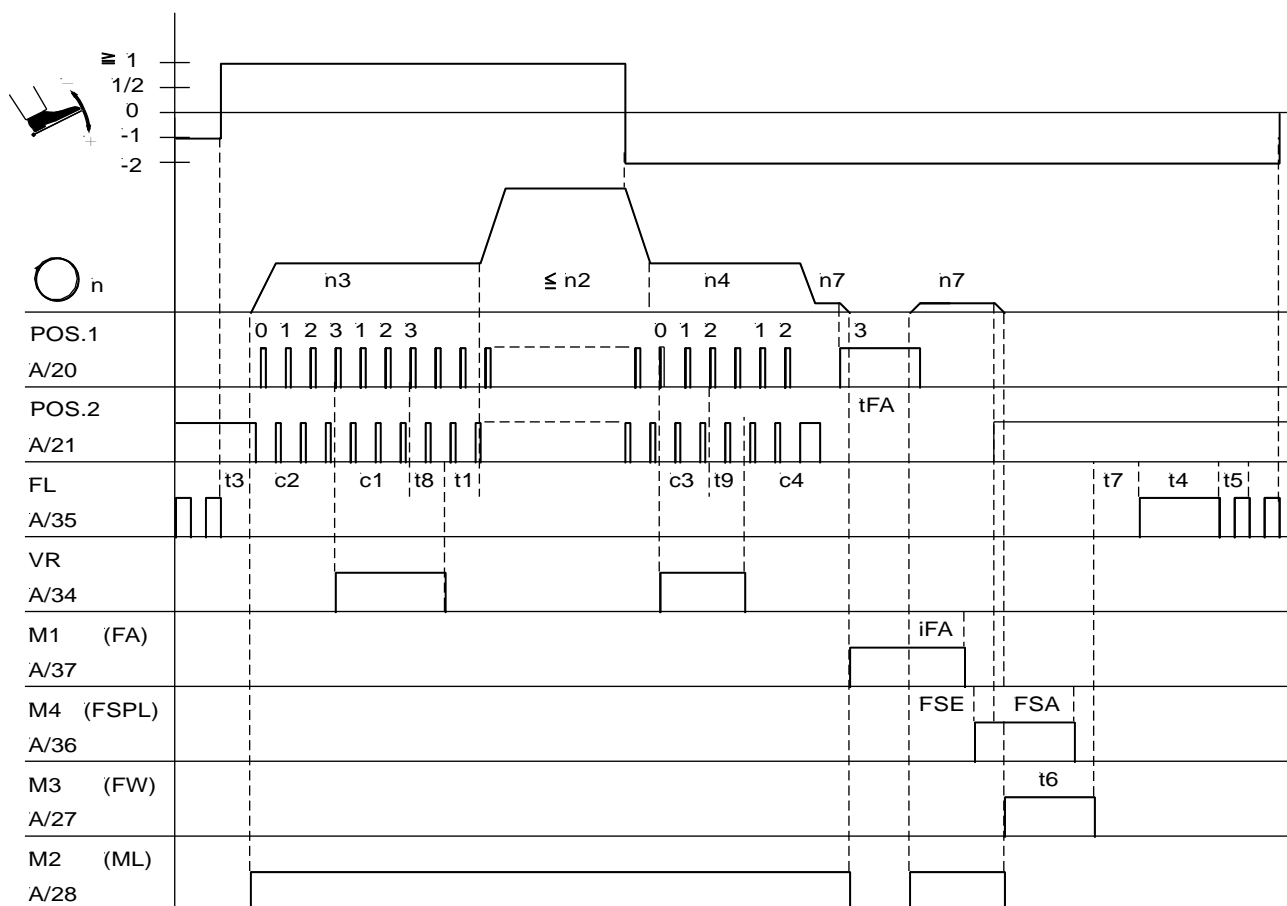 ≧ 1
1/2
0
-1
-2
− +
n
n3 ≦ n2 n4 n7 n7
POS.1 0 1 2 3 1 2 3 0 1 2 1 2 3
A/20
POS.2 tFA
A/21
FL t3 c2 c1 t8 t1 c3 t9 c4 t7 t4 t5
A/35
VR
A/34
M1 (FA) iFA
A/37
M4 (FSPL) FSE FSA
A/36
M3 (FW) t6
A/27
M2 (ML)
A/28